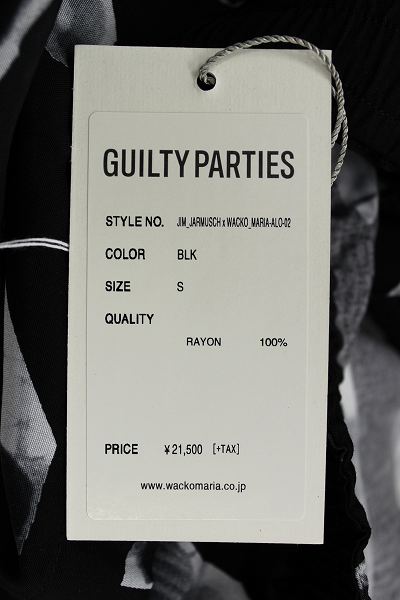 GUILTY PARTIES
STYLE NO. JIM_JARMUSCH x WACKO_MARIA-ALO-02
COLOR BLK
SIZE S
QUALITY
RAYON 100%
PRICE ¥21,500 [+TAX]
www.wackomaria.co.jp